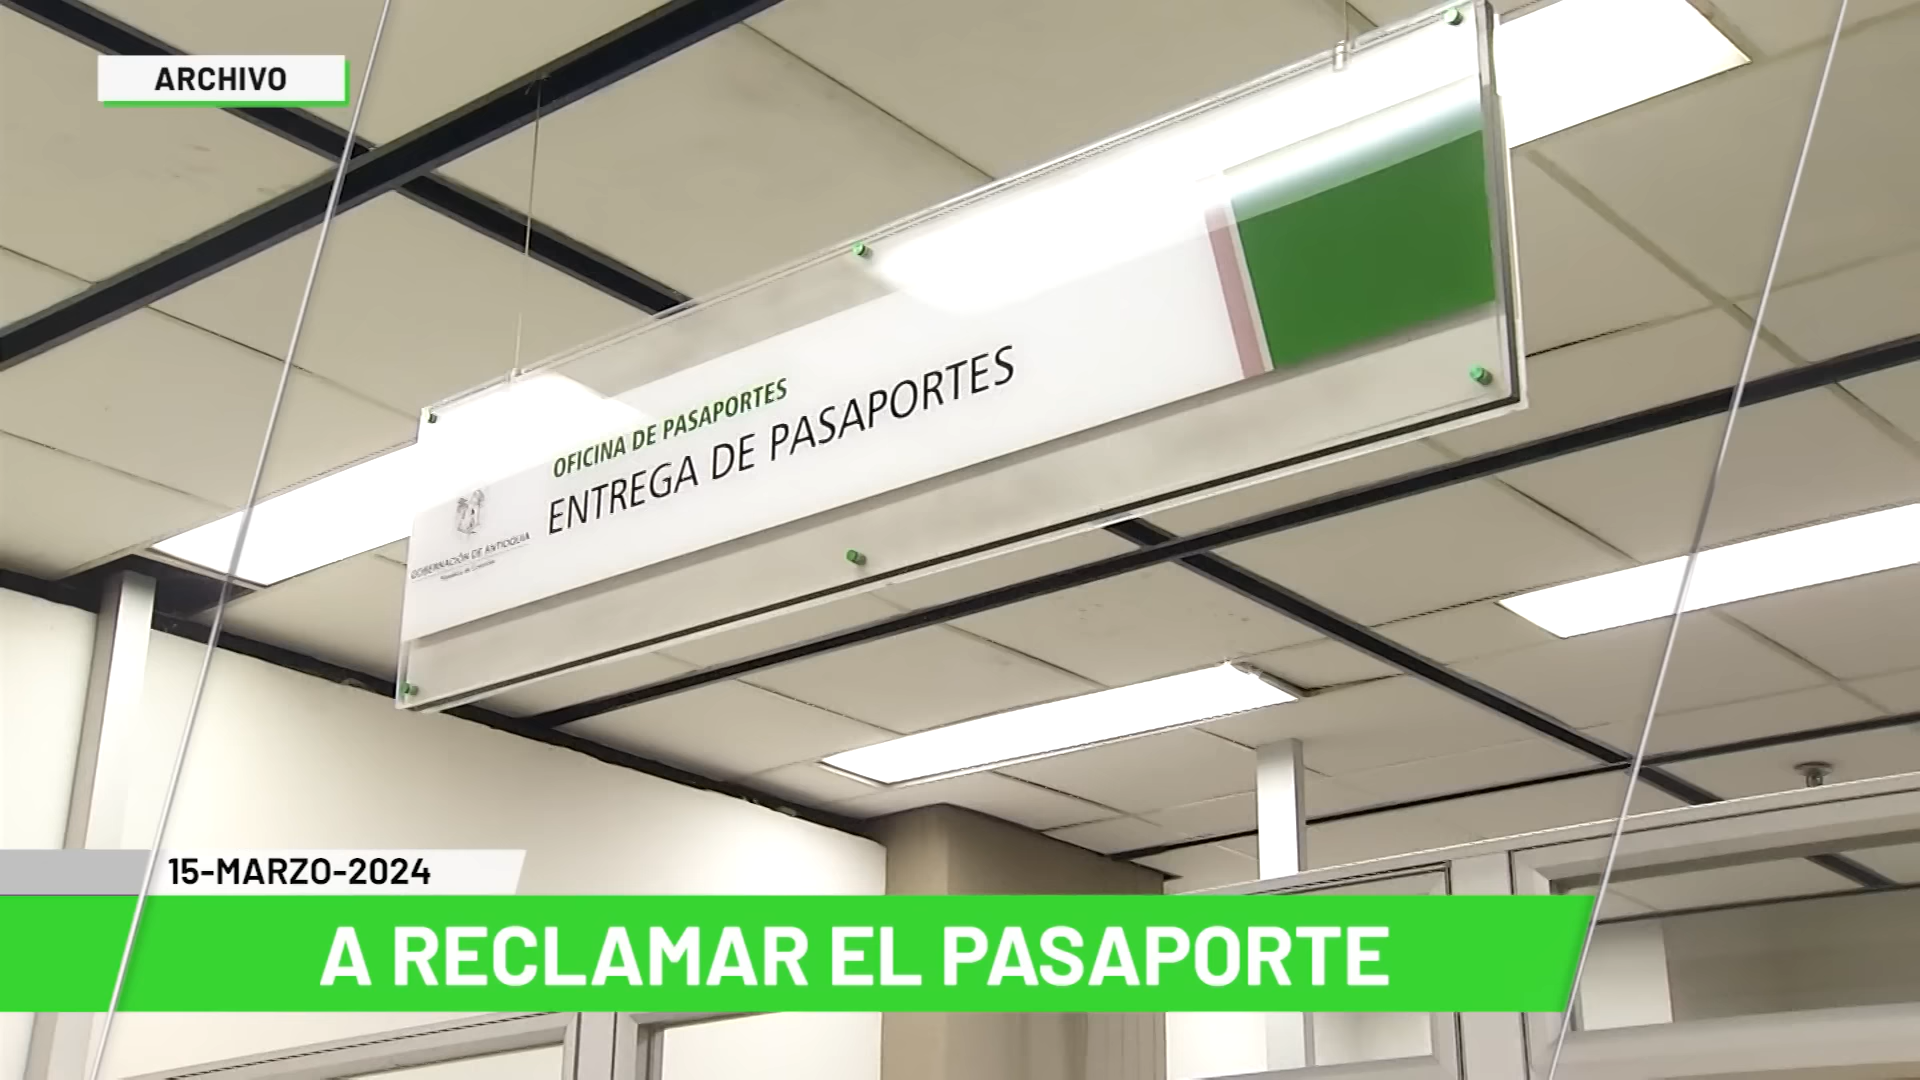 ARCHIVO
OFICINA DE PASAPORTES
ENTREGA DE PASAPORTES
GOBERNACIÓN DE ANTIOQUIA
15-MARZO-2024
A RECLAMAR EL PASAPORTE